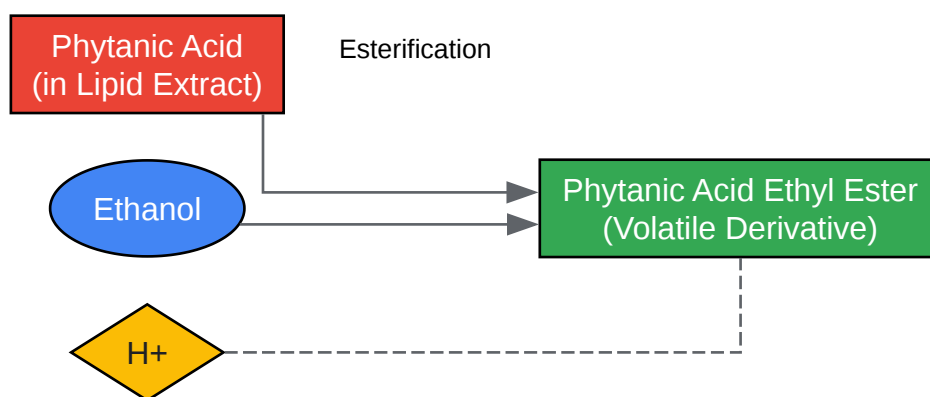 Phytanic Acid
(in Lipid Extract)
Esterification
Ethanol
Phytanic Acid Ethyl Ester
(Volatile Derivative)
H+